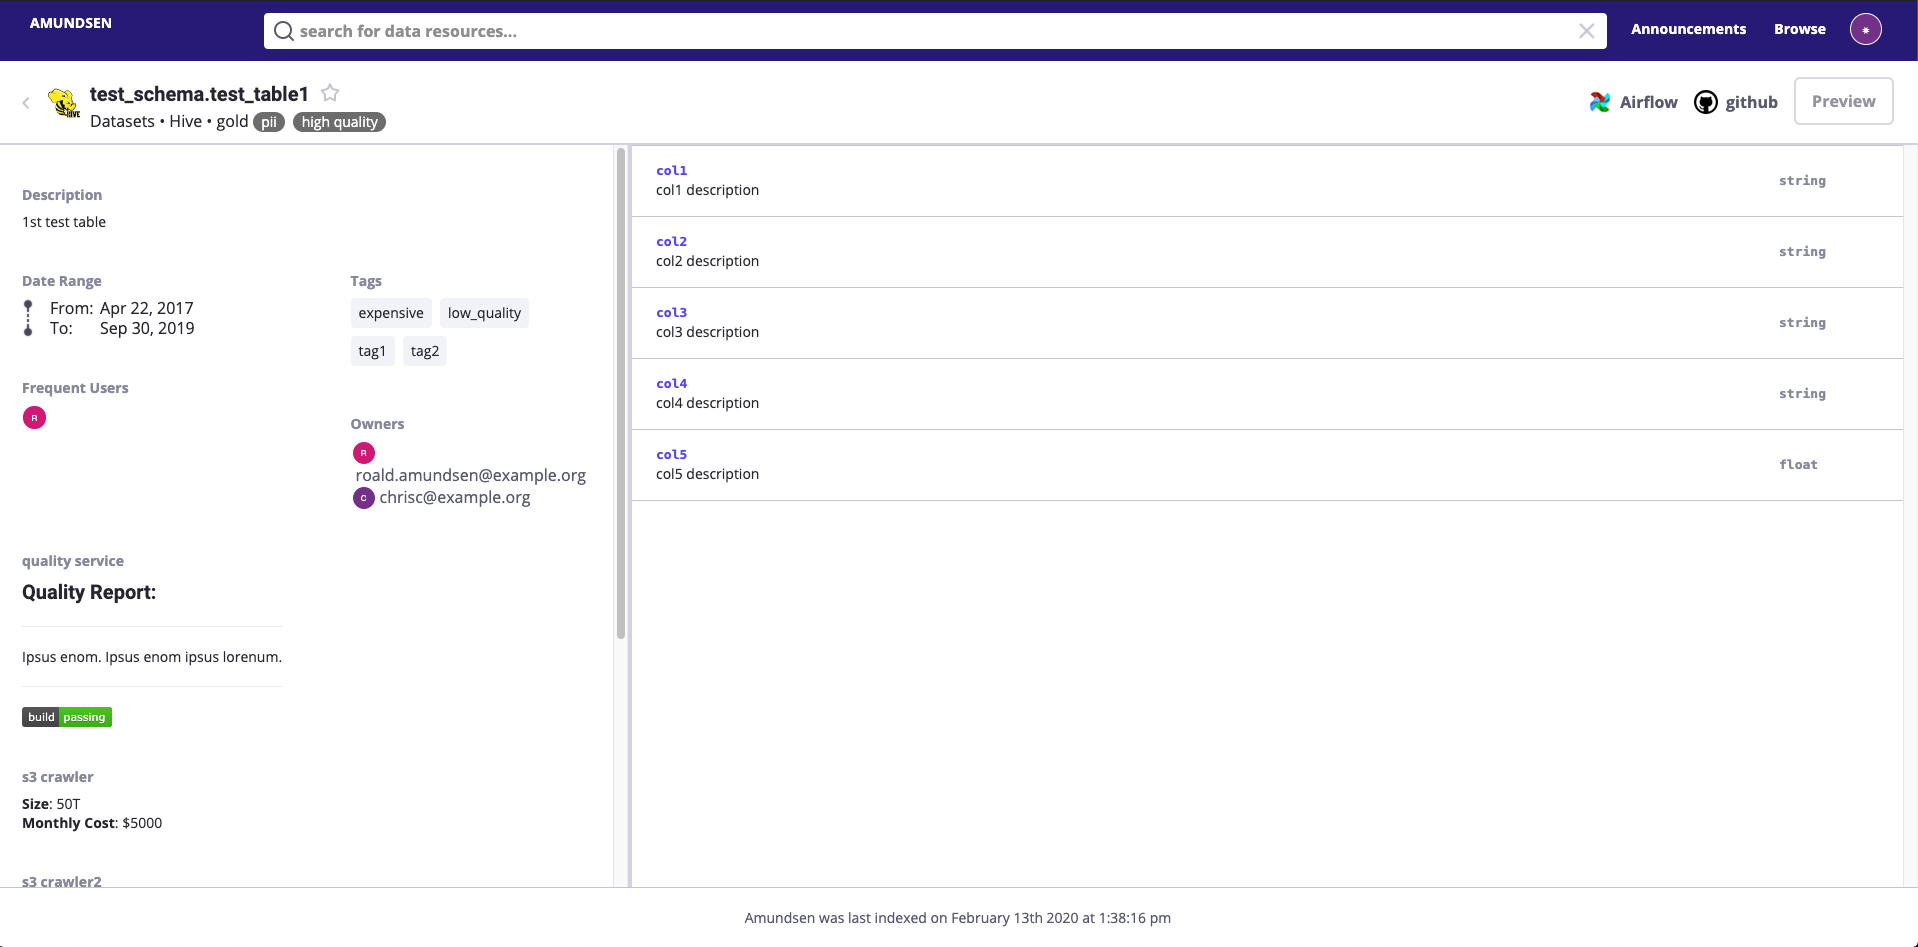 AMUNDSEN
search for data resources...
Announcements
Browse
test_schema.test_table1
Datasets • Hive • gold pii high quality
HIVE
Airflow
github
Preview
Description
1st test table
Date Range
From: Apr 22, 2017
To: Sep 30, 2019
Frequent Users
R
Tags
expensive low_quality
tag1 tag2
Owners
R
roald.amundsen@example.org
C chrisc@example.org
quality service
Quality Report:
Ipsus enom. Ipsus enom ipsus lorenum.
build passing
s3 crawler
Size: 50T
Monthly Cost: $5000
s3 crawler2
col1
col1 description
string
col2
col2 description
string
col3
col3 description
string
col4
col4 description
string
col5
col5 description
float
Amundsen was last indexed on February 13th 2020 at 1:38:16 pm